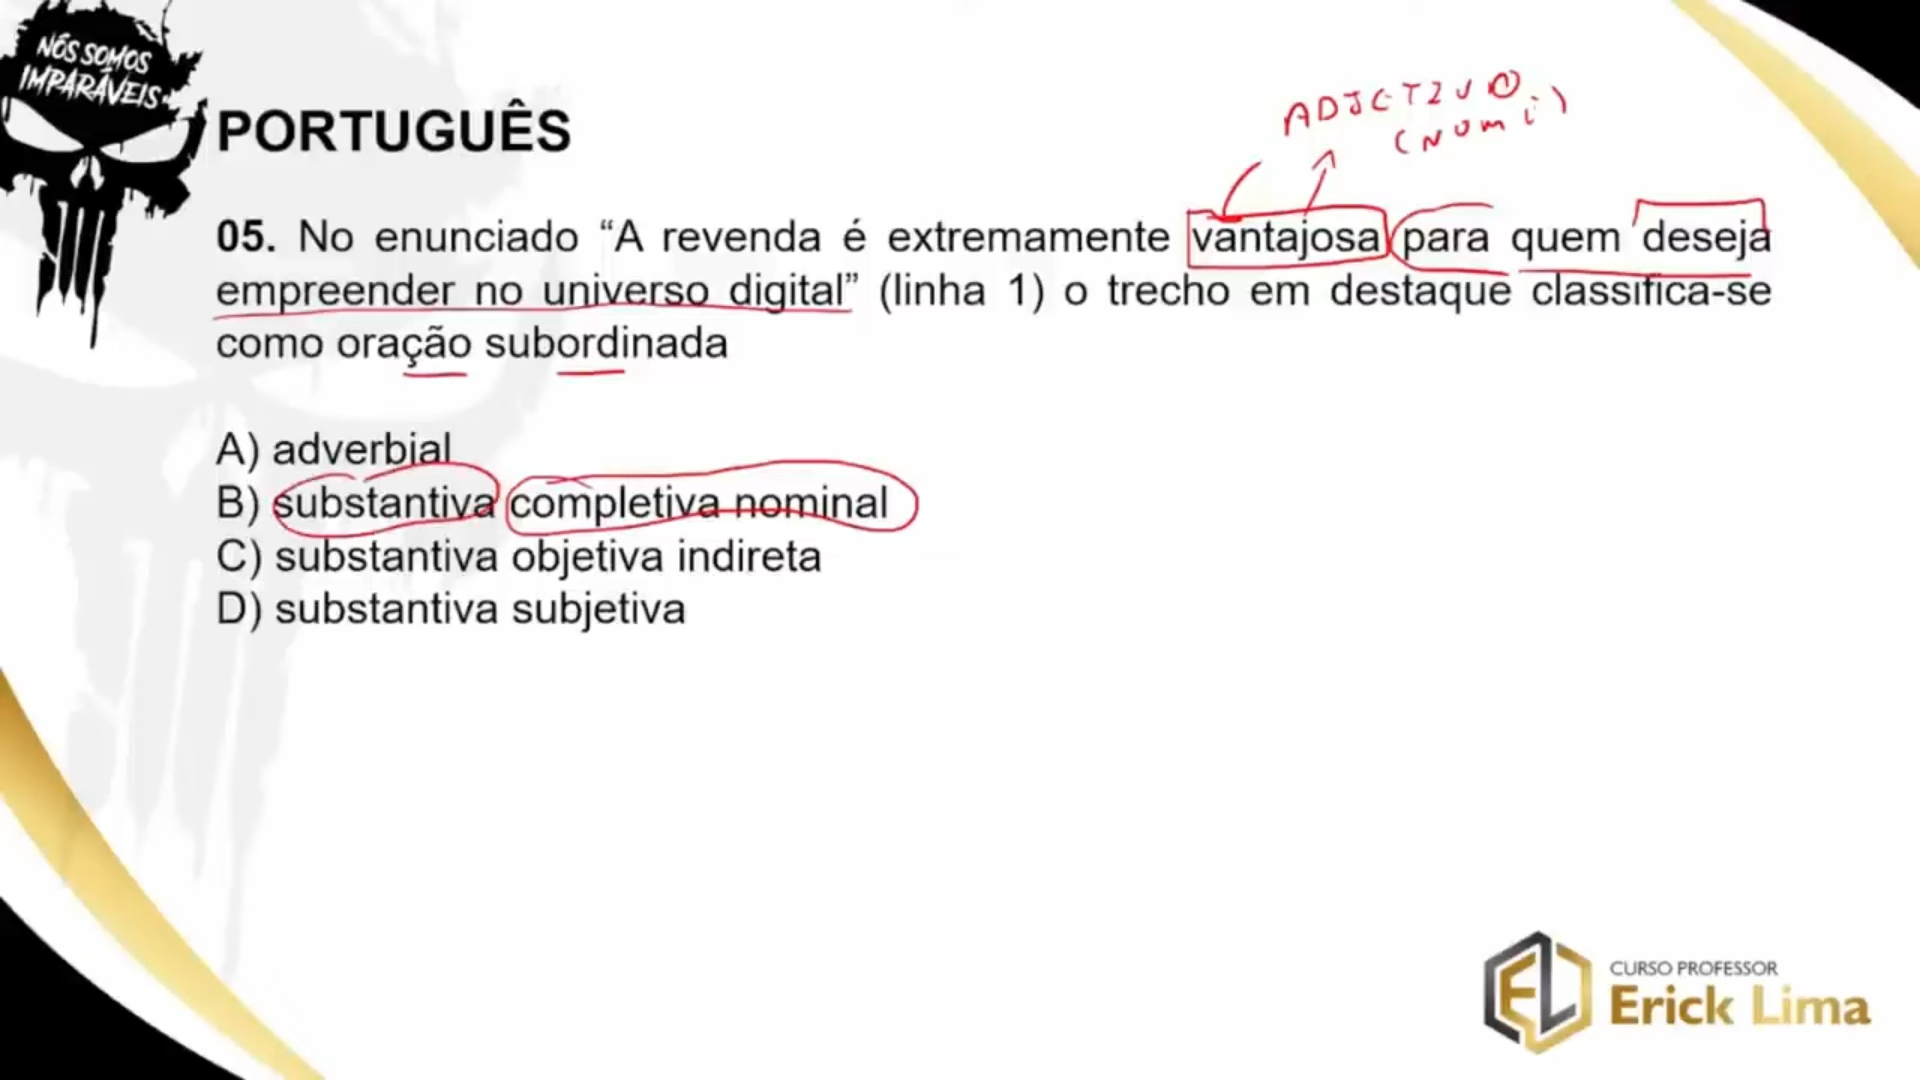 NÓS SOMOS
IMPARÁVEIS
PORTUGUÊS
ADJETIVO
(NOM
05. No enunciado “A revenda é extremamente vantajosa para quem deseja
empreender no universo digital” (linha 1) o trecho em destaque classifica-se
como oração subordinada
A) adverbial
B) substantiva completiva nominal
C) substantiva objetiva indireta
D) substantiva subjetiva
CURSO PROFESSOR
Erick Lima